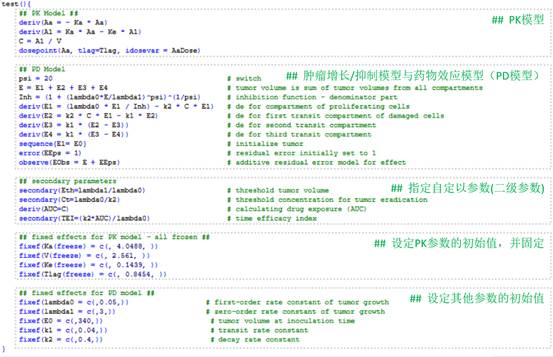 test(){
## PK Model ##
## PK模型
deriv(Aa = - Ka * Aa)
deriv(A1 = Ka * Aa - Ke * A1)
C = A1 / V
dosepoint(Aa, tlag=Tlag, idosevar = AaDose)
## PD Model
psi = 20 # switch
## 肿瘤增长/抑制模型与药物效应模型（PD模型）
E = E1 + E2 + E3 + E4 # tumor volume is sum of tumor volumes from all compartments
Inh = (1 + (lambda0*E/lambda1)^psi)^(1/psi) # inhibition function - denominator part
deriv(E1 = (lambda0 * E1 / Inh) - k2 * C * E1) # de for compartment of proliferating cells
deriv(E2 = k2 * C * E1 - k1 * E2) # de for first transit compartment of damaged cells
deriv(E3 = k1 * (E2 - E3)) # de for second transit compartment
deriv(E4 = k1 * (E3 - E4)) # de for third transit compartment
sequence{E1= E0} # initialize tumor
error(EEps = 1) # residual error initially set to 1
observe(EObs = E + EEps) # additive residual error model for effect
## secondary parameters
## 指定自定以参数(二级参数)
secondary(Eth=lambda1/lambda0) # threshold tumor volume
secondary(Ct=lambda0/k2) # threshold concentration for tumor eradication
deriv(AUC=C) # calculating drug exposure (AUC)
secondary(TEI=(k2*AUC)/lambda0) # time efficacy index
## fixed effects for PK model - all frozen ##
fixef(Ka(freeze) = c(, 4.0488, ))
## 设定PK参数的初始值，并固定
fixef(V(freeze) = c(, 2.561, ))
fixef(Ke(freeze) = c(, 0.1439, ))
fixef(Tlag(freeze) = c(, 0.8454, ))
## fixed effects for PD model ##
## 设定其他参数的初始值
fixef(lambda0 = c(,0.05,)) # first-order rate constant of tumor growth
fixef(lambda1 = c(,3,)) # zero-order rate constant of tumor growth
fixef(E0 = c(,340,)) # tumor volume at inoculation time
fixef(k1 = c(,0.04,)) # transit rate constant
fixef(k2 = c(,0.4,)) # decay rate constant
}